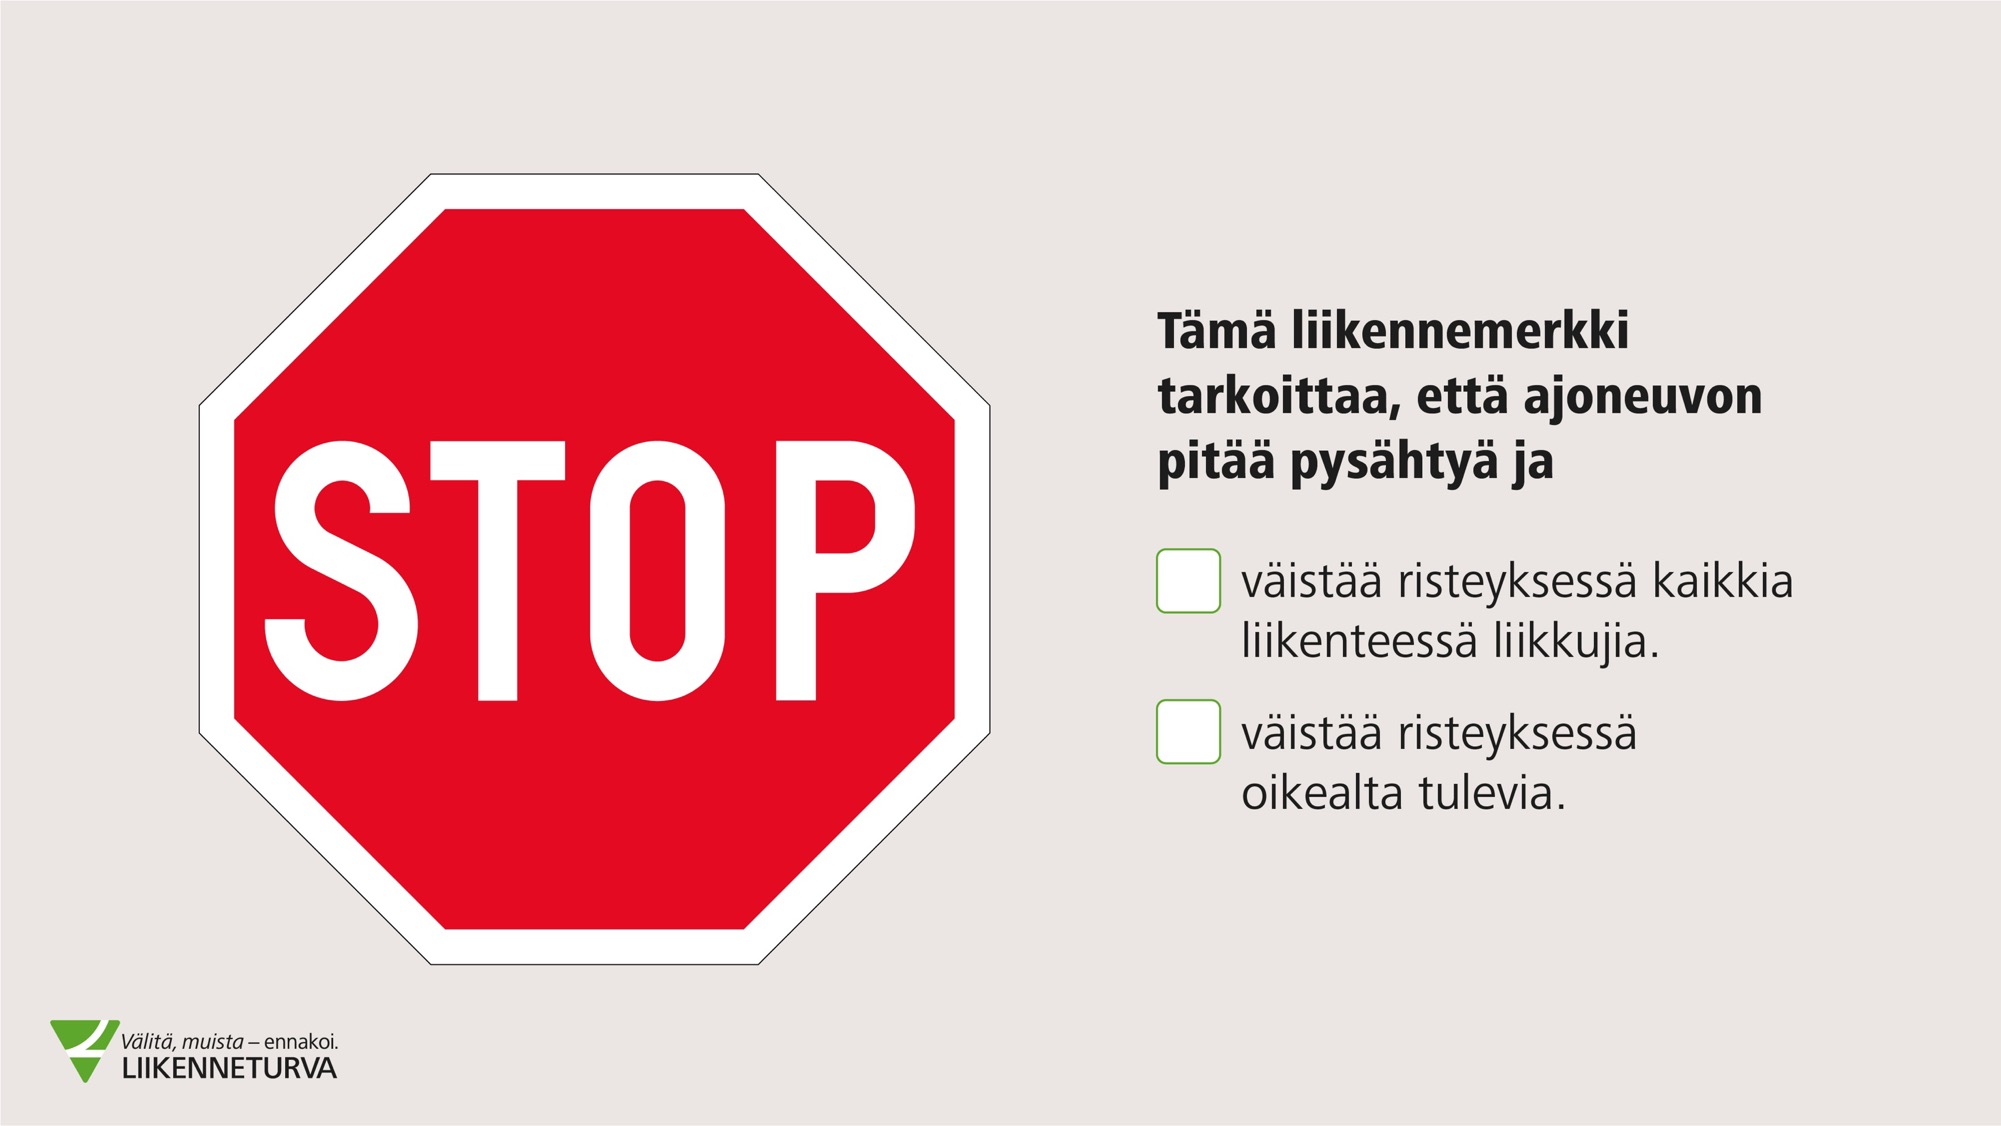 STOP
Tämä liikennemerkki
tarkoittaa, että ajoneuvon
pitää pysähtyä ja
väistää risteyksessä kaikkia
liikenteessä liikkujia.
väistää risteyksessä
oikealta tulevia.
Välitä, muista – ennakoi.
LIIKENNETURVA